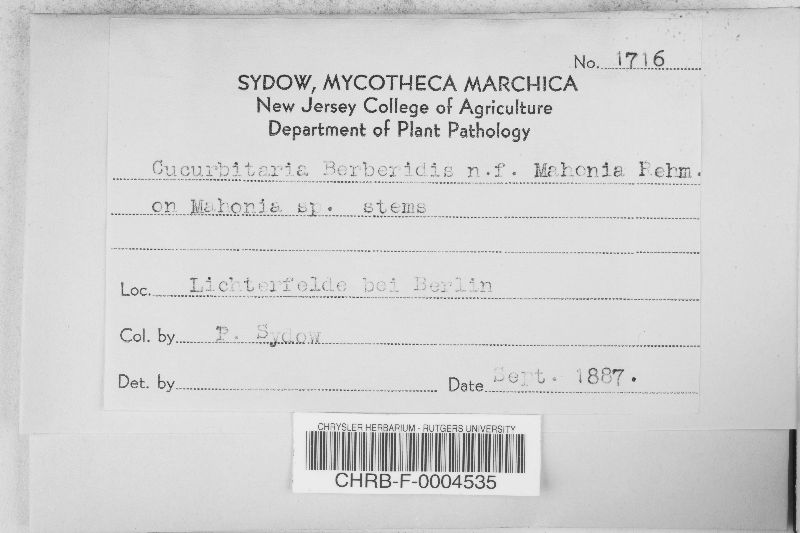 No. 1716
SYDOW, MYCOTHECA MARCHICA
New Jersey College of Agriculture
Department of Plant Pathology
Cucurbitaria Berberidis n.f. Mahonia Rehm.
on Mahonia sp. stems
Loc. Lichterfelde bei Berlin
Col. by P. Sydow
Det. by
Date Sept. 1887.
CHRYSLER HERBARIUM - RUTGERS UNIVERSITY
CHRB-F-0004535